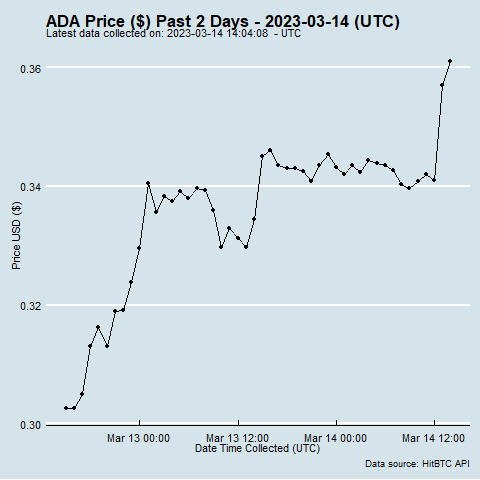 ADA Price ($) Past 2 Days - 2023-03-14 (UTC)
Latest data collected on: 2023-03-14 14:04:08  - UTC
0.36
0.34
0.32
0.30
Price USD ($)
Mar 13 00:00
Mar 13 12:00
Mar 14 00:00
Mar 14 12:00
Date Time Collected (UTC)
Data source: HitBTC API